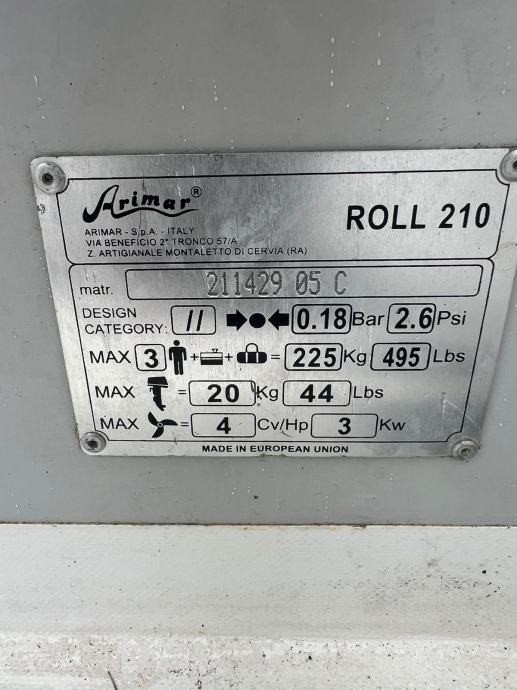 Arimar®
ROLL 210
ARIMAR - S.p.A. - ITALY
VIA BENEFICIO 2° TRONCO 57/A
Z. ARTIGIANALE MONTALETTO DI CERVIA (RA)
matr. 211429 05 C
DESIGN CATEGORY: // 0.18 Bar 2.6 Psi
MAX 3 + + = 225 Kg 495 Lbs
MAX = 20 Kg 44 Lbs
MAX = 4 Cv/Hp 3 Kw
MADE IN EUROPEAN UNION